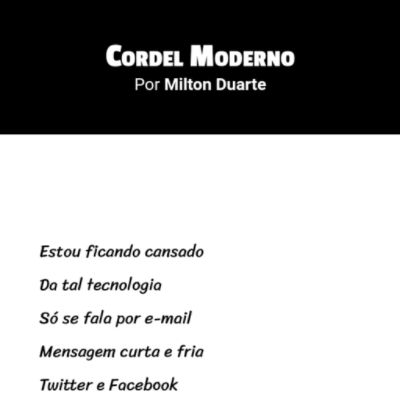 Cordel Moderno
Por Milton Duarte
Estou ficando cansado
Da tal tecnologia
Só se fala por e-mail
Mensagem curta e fria
Twitter e Facebook